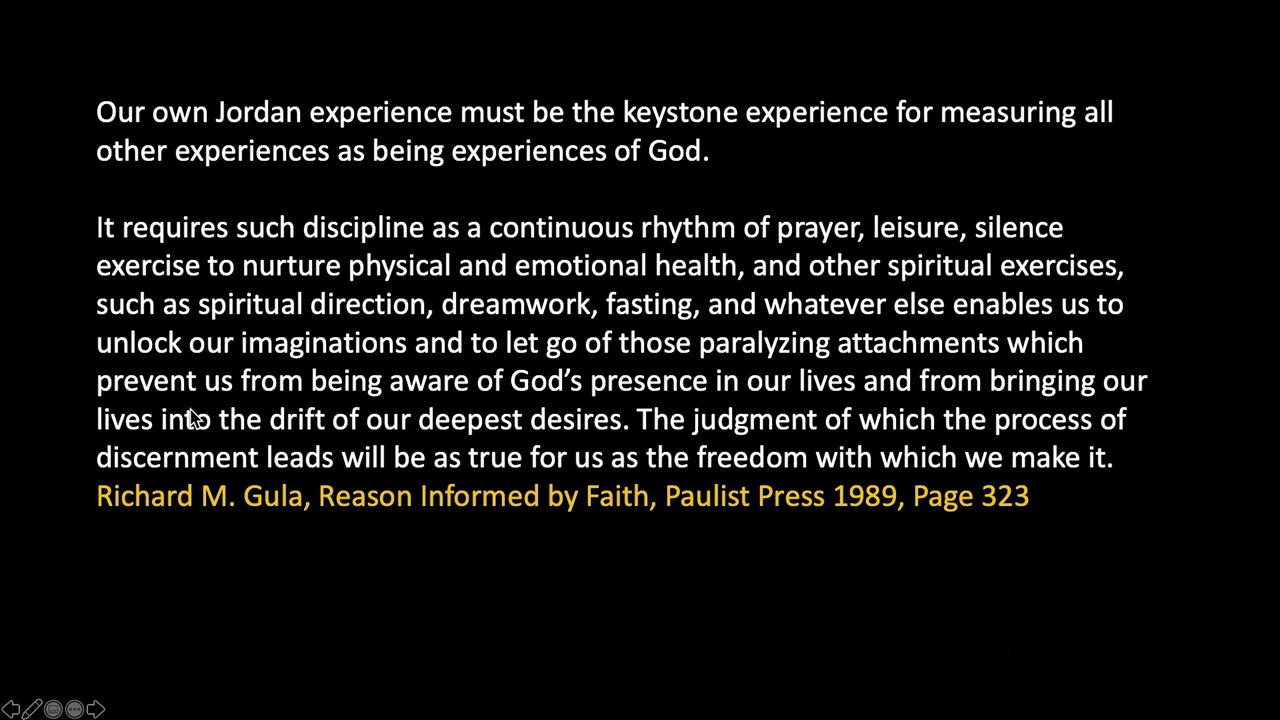 Our own Jordan experience must be the keystone experience for measuring all
other experiences as being experiences of God.
It requires such discipline as a continuous rhythm of prayer, leisure, silence
exercise to nurture physical and emotional health, and other spiritual exercises,
such as spiritual direction, dreamwork, fasting, and whatever else enables us to
unlock our imaginations and to let go of those paralyzing attachments which
prevent us from being aware of God’s presence in our lives and from bringing our
lives into the drift of our deepest desires. The judgment of which the process of
discernment leads will be as true for us as the freedom with which we make it.
Richard M. Gula, Reason Informed by Faith, Paulist Press 1989, Page 323